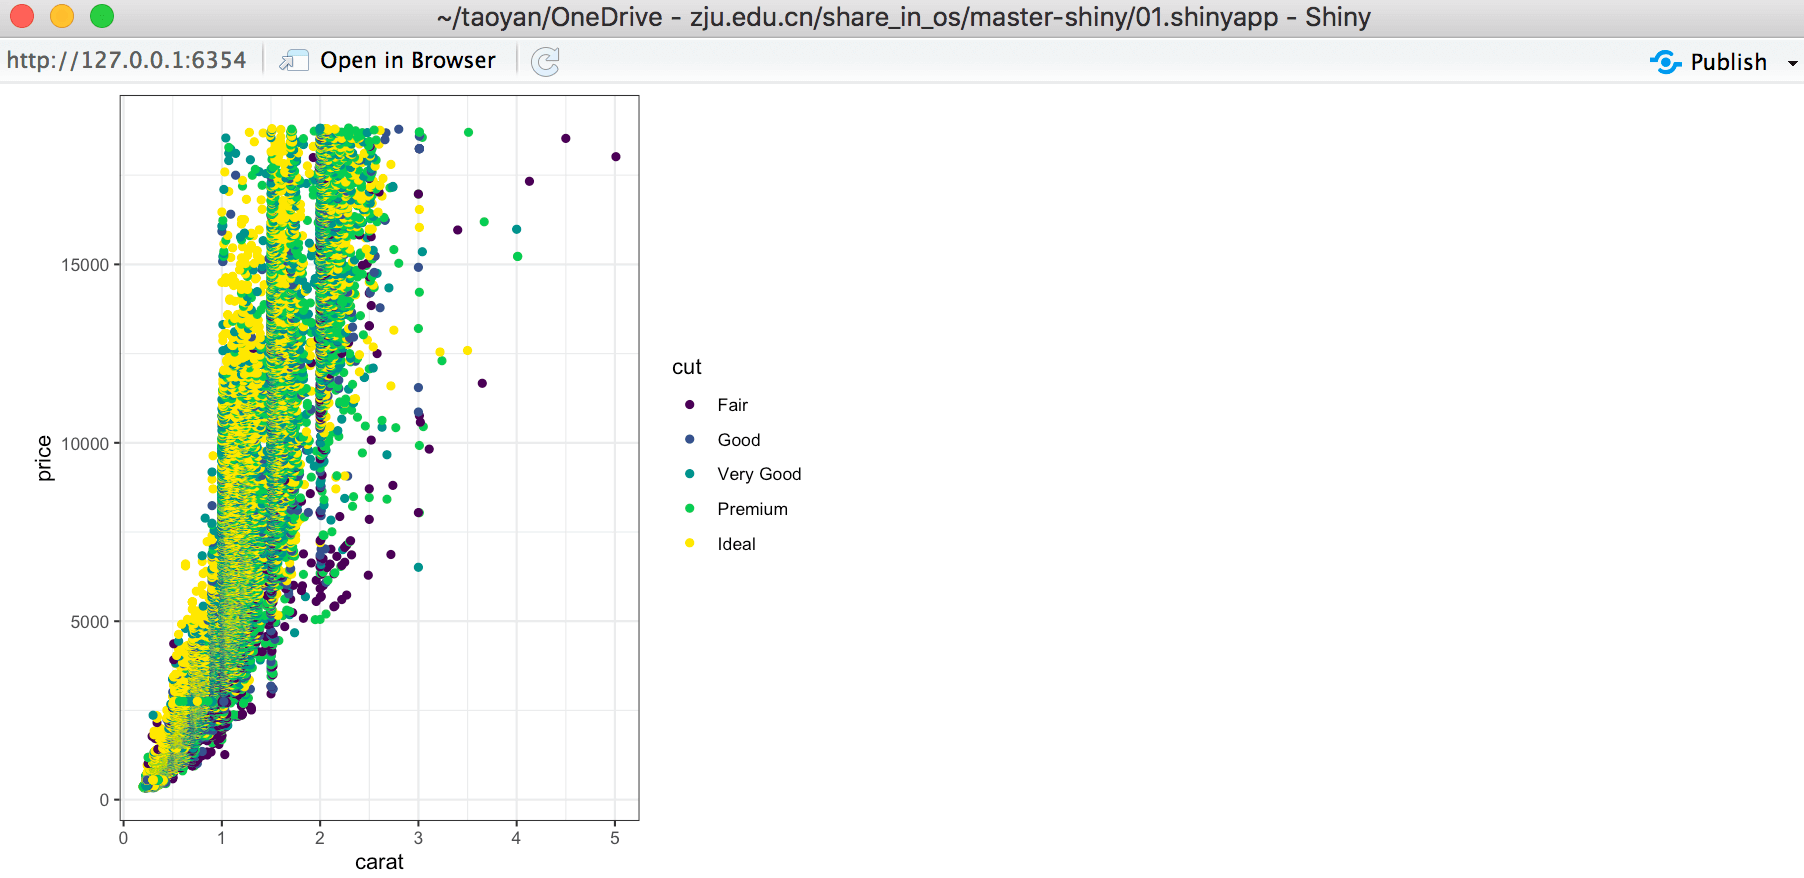 ~/taoyan/OneDrive - zju.edu.cn/share_in_os/master-shiny/01.shinyapp - Shiny
http://127.0.0.1:6354 Open in Browser Publish
15000
10000
5000
0
price
0 1 2 3 4 5
carat
cut
Fair
Good
Very Good
Premium
Ideal